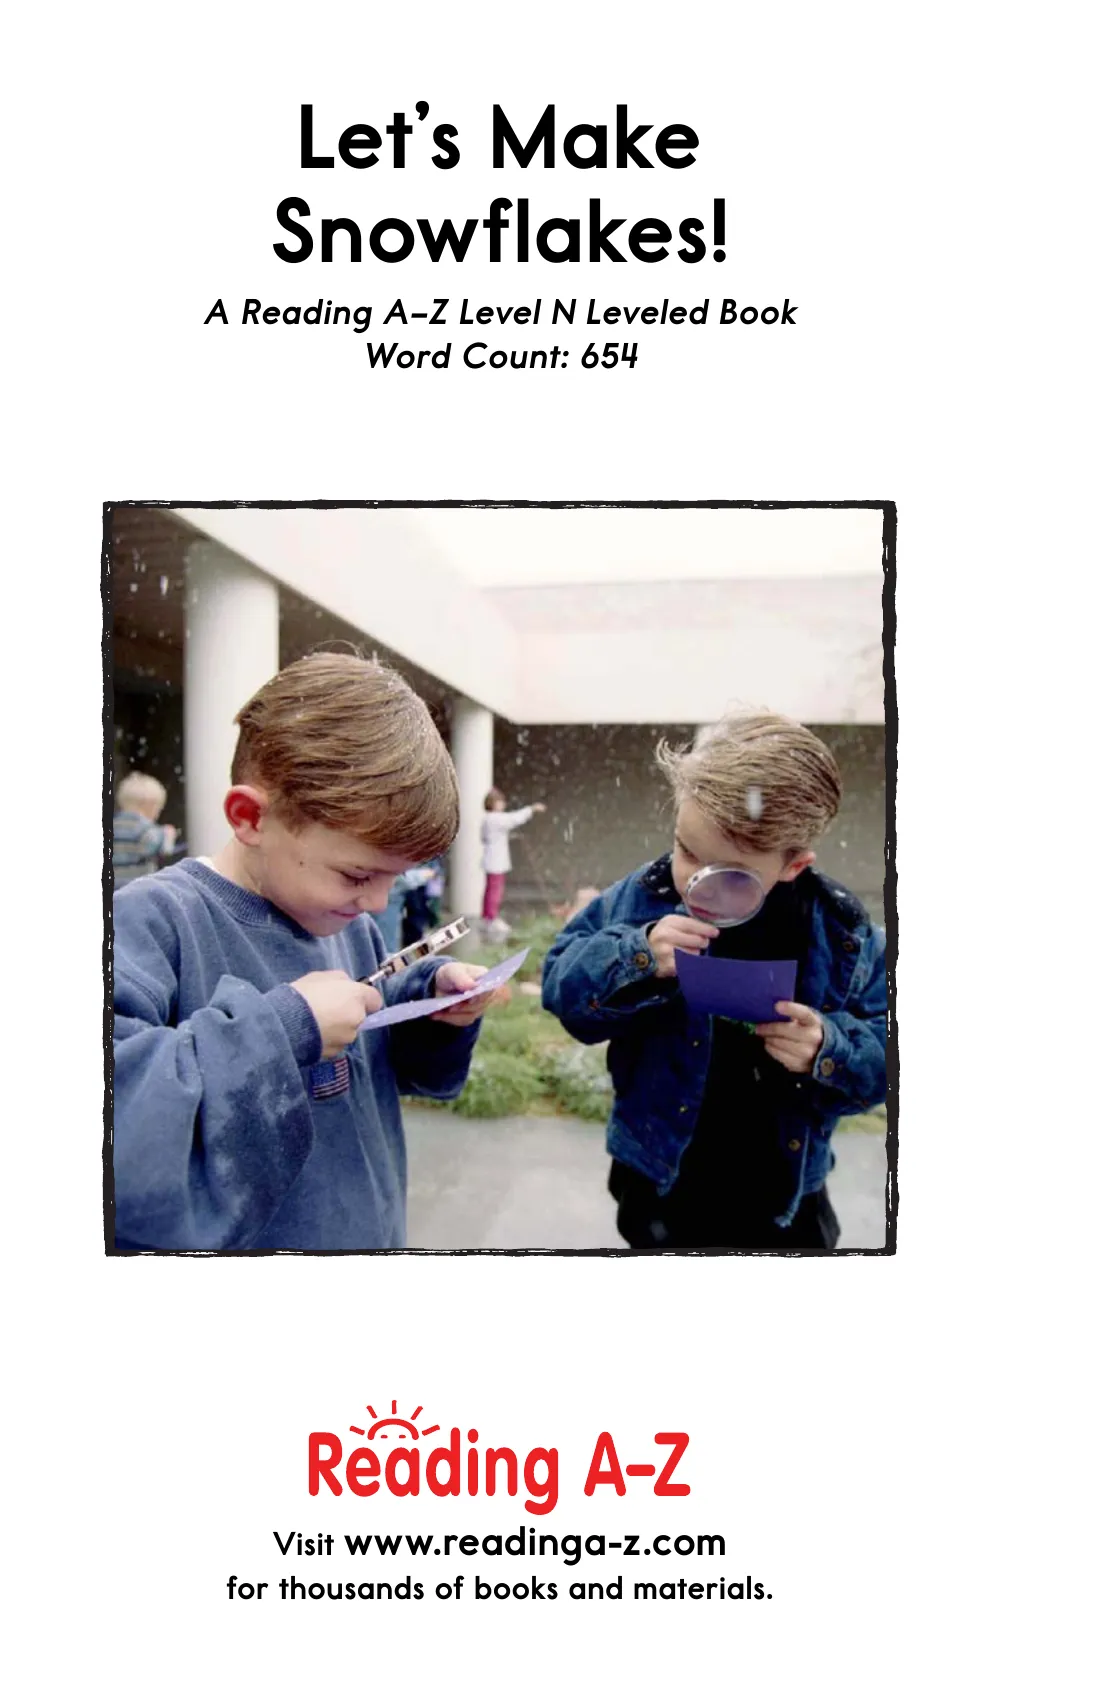 Let's Make
Snowflakes!
A Reading A–Z Level N Leveled Book
Word Count: 654
Reading A–Z
Visit www.readinga-z.com
for thousands of books and materials.